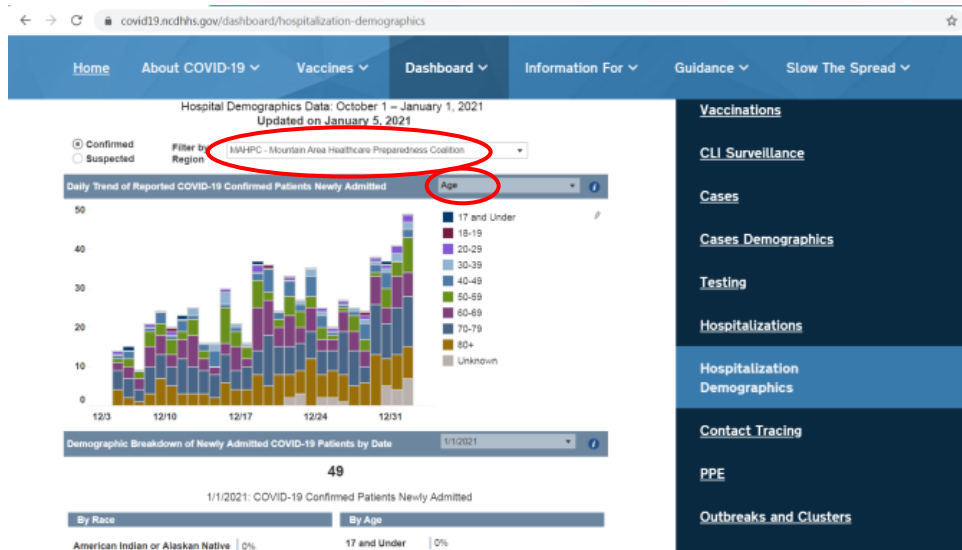 covid19.ncdhhs.gov/dashboard/hospitalization-demographics
Home About COVID-19 Vaccines Dashboard Information For Guidance Slow The Spread
Hospital Demographics Data: October 1 – January 1, 2021
Updated on January 5, 2021
Confirmed
Suspected
Filter by
Region
MAHPC - Mountain Area Healthcare Preparedness Coalition
Daily Trend of Reported COVID-19 Confirmed Patients Newly Admitted
Age
50
40
30
20
10
0
12/3 12/10 12/17 12/24 12/31
17 and Under
18-19
20-29
30-39
40-49
50-59
60-69
70-79
80+
Unknown
Demographic Breakdown of Newly Admitted COVID-19 Patients by Date
1/1/2021
49
1/1/2021: COVID-19 Confirmed Patients Newly Admitted
By Race
American Indian or Alaskan Native 0%
By Age
17 and Under 0%
Vaccinations
CLI Surveillance
Cases
Cases Demographics
Testing
Hospitalizations
Hospitalization
Demographics
Contact Tracing
PPE
Outbreaks and Clusters